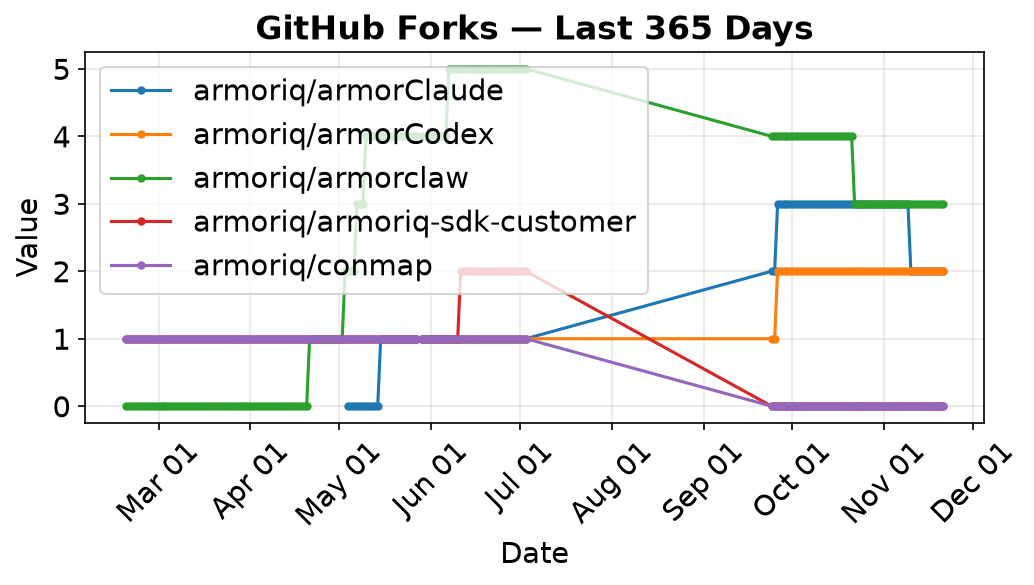 GitHub Forks — Last 365 Days
Value
5
4
3
2
1
0
armoriq/armorClaude
armoriq/armorCodex
armoriq/armorclaw
armoriq/armoriq-sdk-customer
armoriq/conmap
Mar 01
Apr 01
May 01
Jun 01
Jul 01
Aug 01
Sep 01
Oct 01
Nov 01
Dec 01
Date